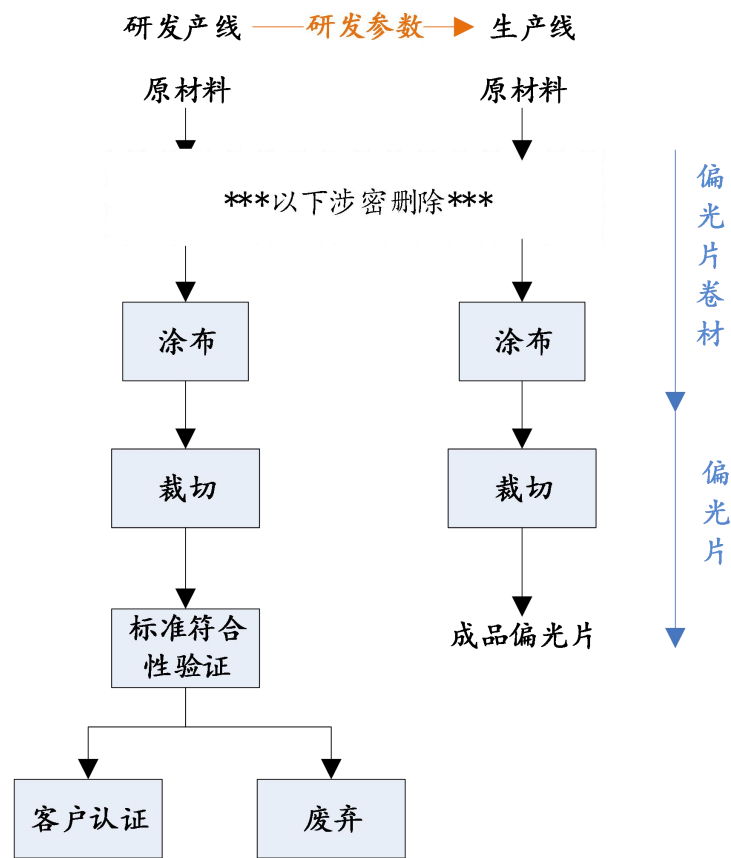 研发产线 研发参数 生产线
原材料 原材料
***以下涉密删除***
偏光片卷材
涂布 涂布
裁切 裁切
偏光片
标准符合
性验证
成品偏光片
客户认证 废弃